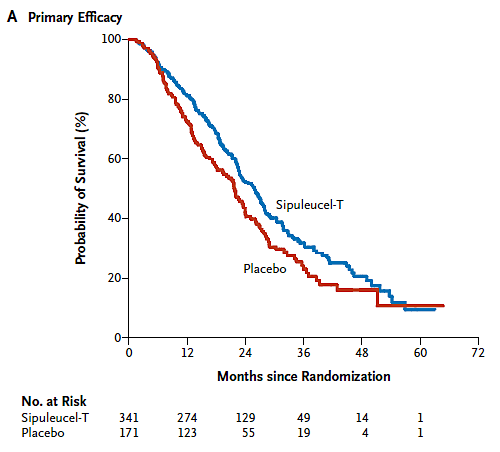 A Primary Efficacy
100
80
60
40
20
0
Probability of Survival (%)
Sipuleucel-T
Placebo
0 12 24 36 48 60 72
Months since Randomization
No. at Risk
Sipuleucel-T 341 274 129 49 14 1
Placebo 171 123 55 19 4 1